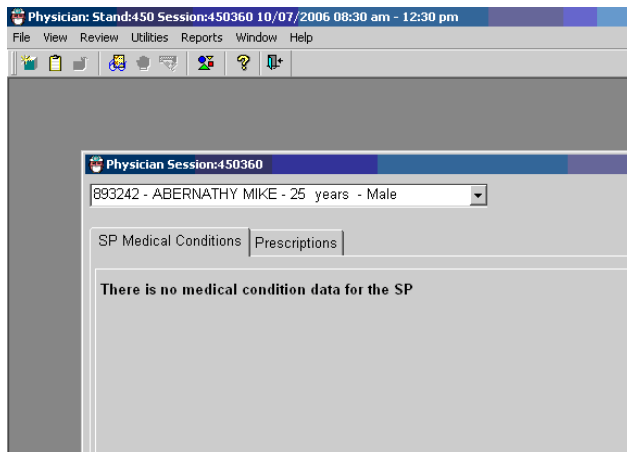 Physician: Stand:450 Session:450360 10/07/2006 08:30 am - 12:30 pm
File View Review Utilities Reports Window Help
Physician Session:450360
893242 - ABERNATHY MIKE - 25 years - Male
SP Medical Conditions Prescriptions
There is no medical condition data for the SP